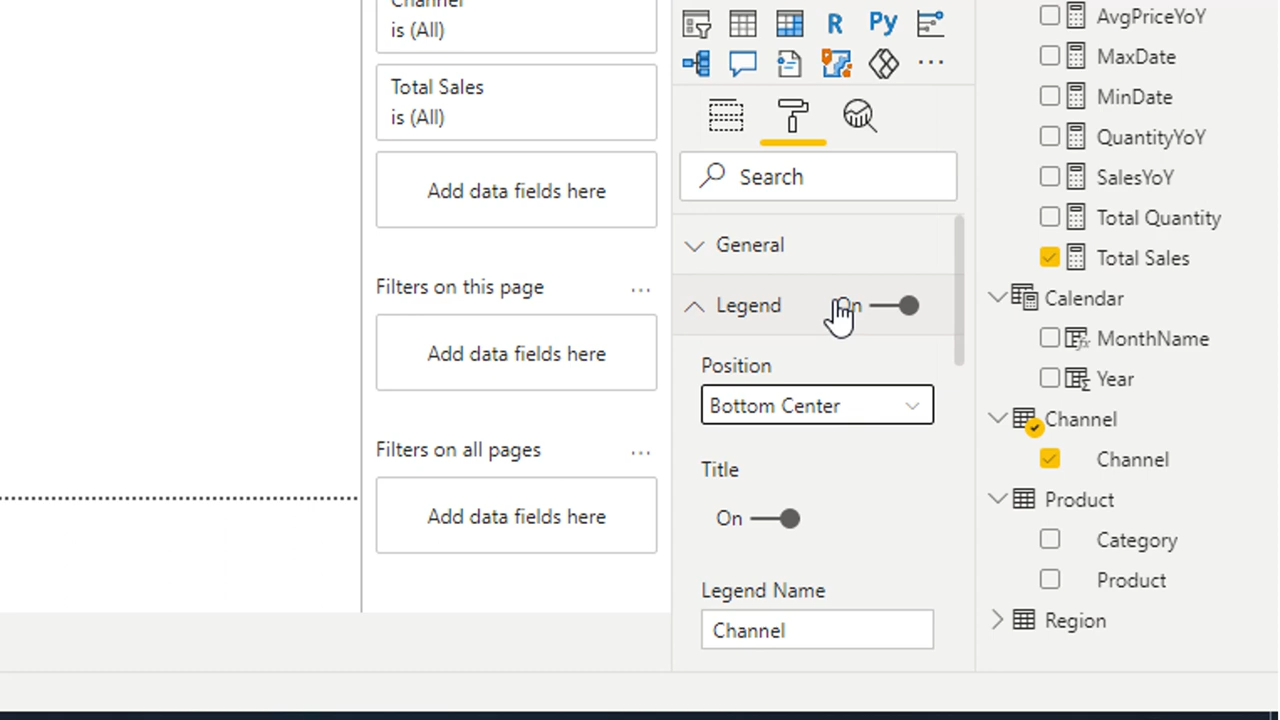 Channel
is (All)
Total Sales
is (All)
Add data fields here
Filters on this page
...
Add data fields here
Filters on all pages
...
Add data fields here
R
Py
...
Search
General
Legend
On
Position
Bottom Center
Title
On
Legend Name
Channel
AvgPriceYoY
MaxDate
MinDate
QuantityYoY
SalesYoY
Total Quantity
Total Sales
Calendar
MonthName
Year
Channel
Channel
Product
Category
Product
Region